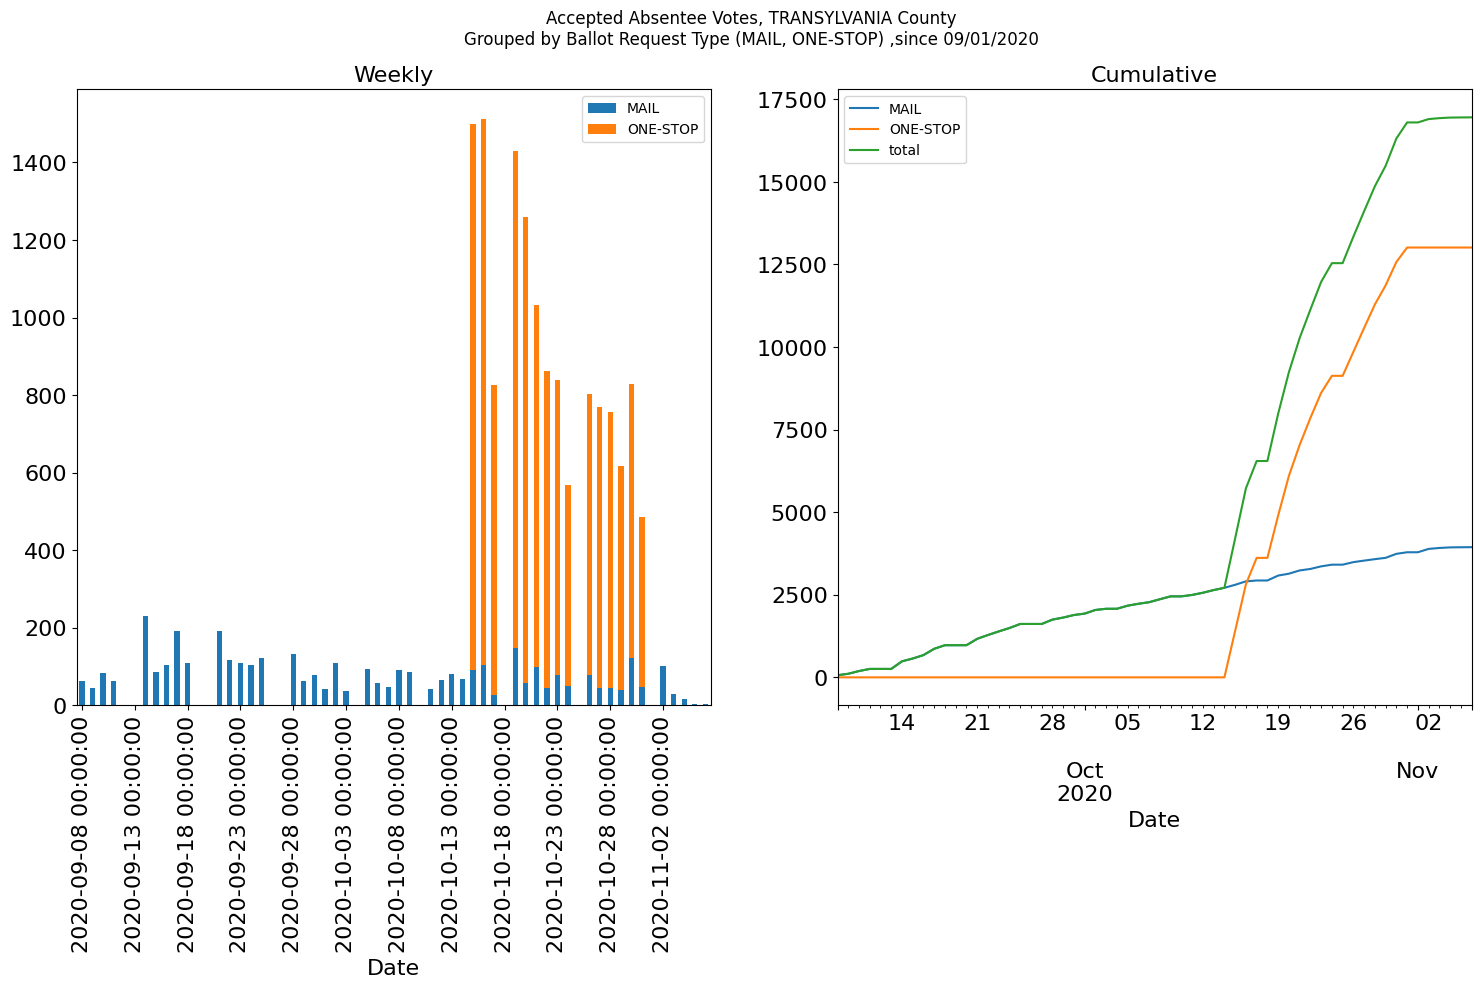 Accepted Absentee Votes, TRANSYLVANIA County
Grouped by Ballot Request Type (MAIL, ONE-STOP) ,since 09/01/2020
Weekly
MAIL
ONE-STOP
1400
1200
1000
800
600
400
200
0
2020-09-08 00:00:00
2020-09-13 00:00:00
2020-09-18 00:00:00
2020-09-23 00:00:00
2020-09-28 00:00:00
2020-10-03 00:00:00
2020-10-08 00:00:00
2020-10-13 00:00:00
2020-10-18 00:00:00
2020-10-23 00:00:00
2020-10-28 00:00:00
2020-11-02 00:00:00
Date
Cumulative
MAIL
ONE-STOP
total
17500
15000
12500
10000
7500
5000
2500
0
14 21 28 05 12 19 26 02
Oct Nov
2020
Date